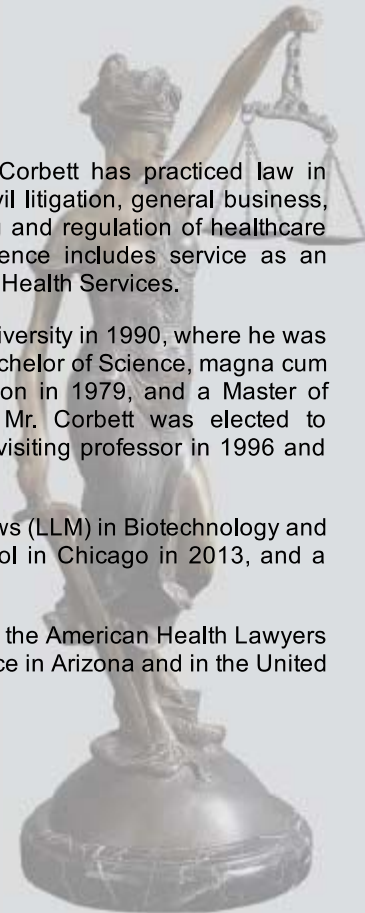 Corbett has practiced law in
vil litigation, general business,
and regulation of healthcare
ence includes service as an
Health Services.
iversity in 1990, where he was
chelor of Science, magna cum
on in 1979, and a Master of
Mr. Corbett was elected to
visiting professor in 1996 and
ws (LLM) in Biotechnology and
ol in Chicago in 2013, and a
the American Health Lawyers
ce in Arizona and in the United